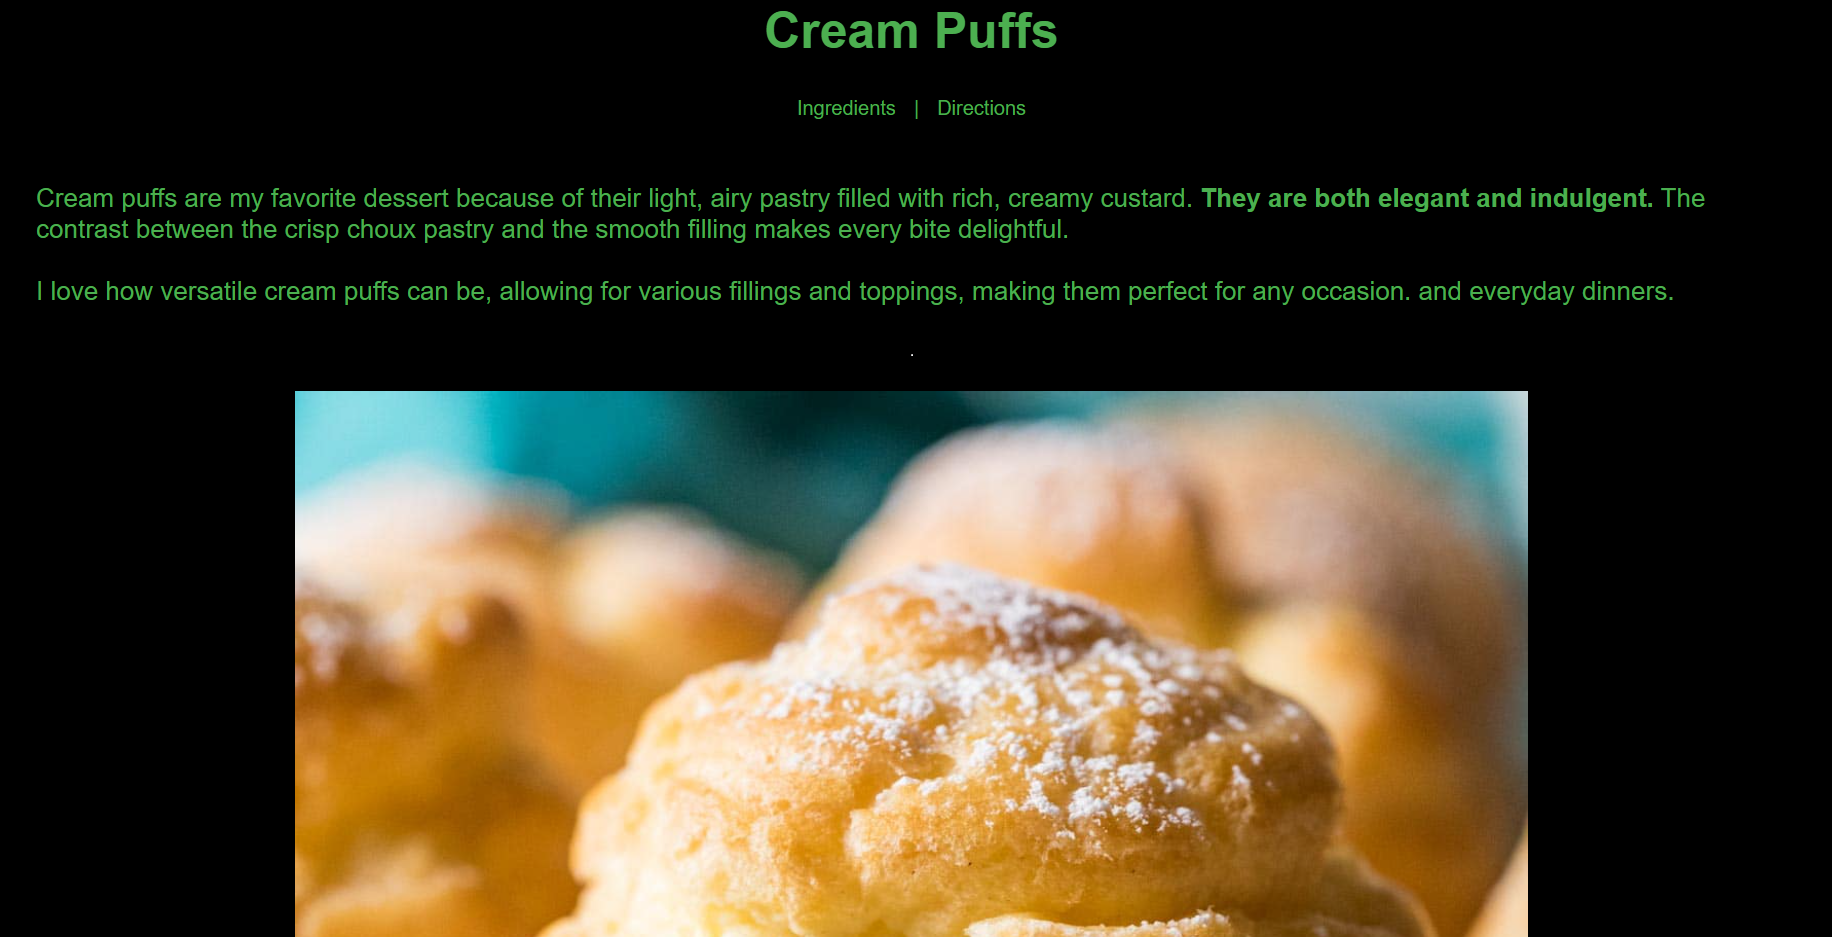 Cream Puffs
Ingredients | Directions
Cream puffs are my favorite dessert because of their light, airy pastry filled with rich, creamy custard. They are both elegant and indulgent. The
contrast between the crisp choux pastry and the smooth filling makes every bite delightful.
I love how versatile cream puffs can be, allowing for various fillings and toppings, making them perfect for any occasion. and everyday dinners.
.